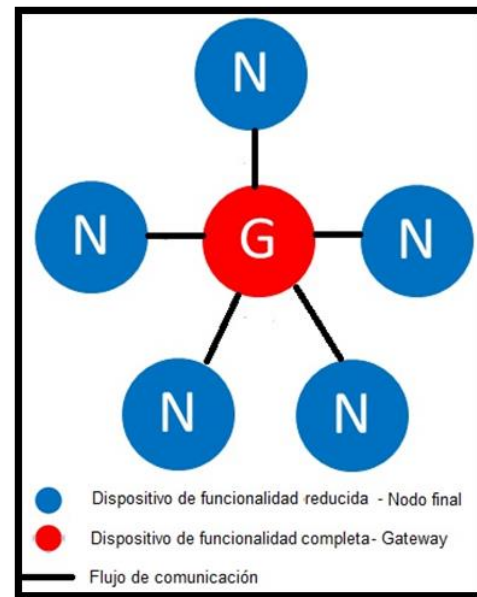 N
N
G
N
N
N
Dispositivo de funcionalidad reducida - Nodo final
Dispositivo de funcionalidad completa- Gateway
Flujo de comunicación